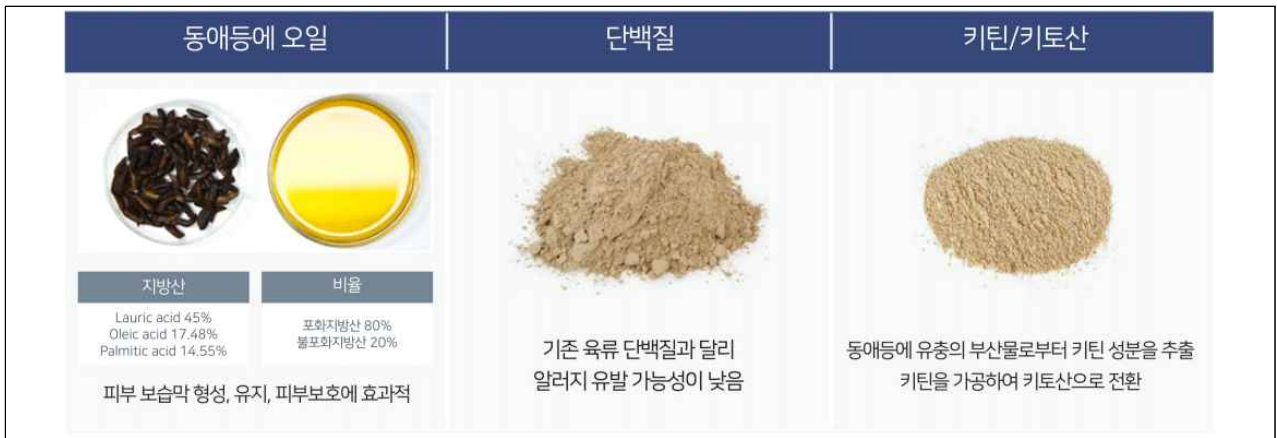 동애등에 오일
단백질
키틴/키토산
지방산
비율
Lauric acid 45%
Oleic acid 17.48%
Palmitic acid 14.55%
포화지방산 80%
불포화지방산 20%
피부 보습막 형성, 유지, 피부보호에 효과적
기존 육류 단백질과 달리
알러지 유발 가능성이 낮음
동애등에 유충의 부산물로부터 키틴 성분을 추출
키틴을 가공하여 키토산으로 전환